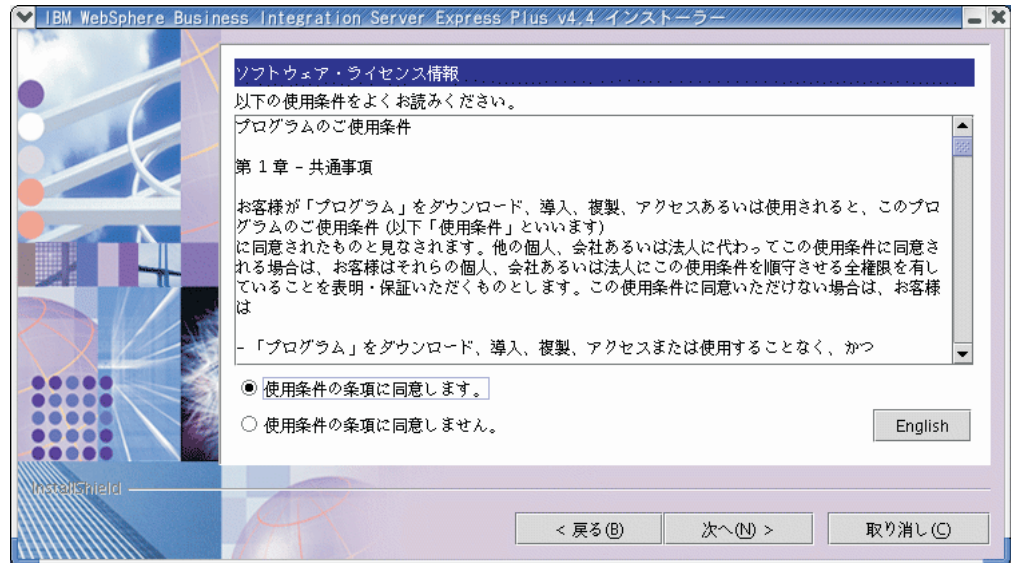 IBM WebSphere Business Integration Server Express Plus v4.4 インストーラー
ソフトウェア・ライセンス情報
以下の使用条件をよくお読みください。
プログラムのご使用条件
第 1 章 - 共通事項
お客様が「プログラム」をダウンロード、導入、複製、アクセスあるいは使用されると、このプロ
グラムのご使用条件 (以下「使用条件」といいます)
に同意されたものと見なされます。他の個人、会社あるいは法人に代わってこの使用条件に同意さ
れる場合は、お客様はそれらの個人、会社あるいは法人にこの使用条件を順守させる全権限を有し
ていることを表明・保証いただくものとします。この使用条件に同意いただけない場合は、お客様
は
- 「プログラム」をダウンロード、導入、複製、アクセスまたは使用することなく、かつ
使用条件の条項に同意します。
使用条件の条項に同意しません。
English
InstallShield
< 戻る(B)
次へ(N) >
取り消し(C)